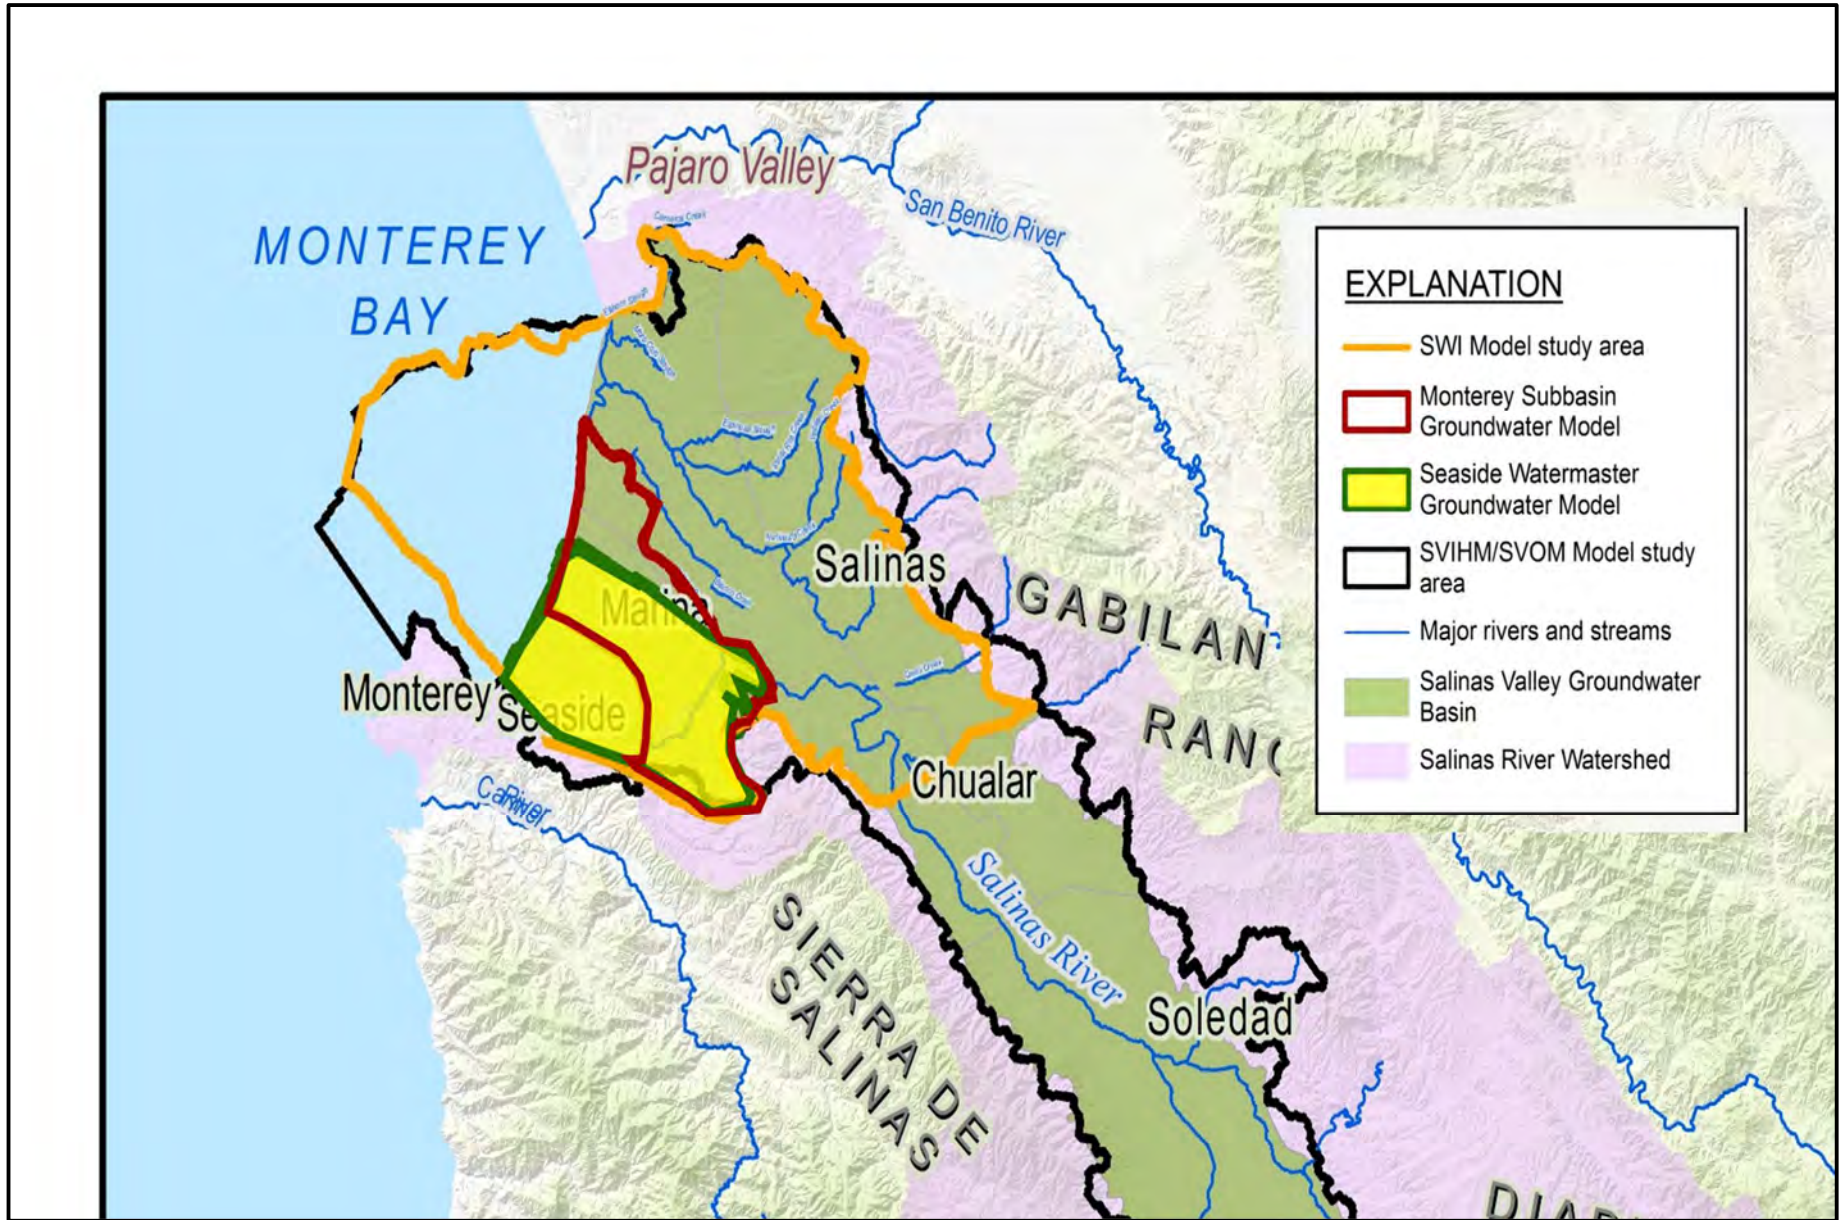 Pajaro Valley
San Benito River
MONTEREY
BAY
Salinas
GABILAN
RANG
Marina
Monterey
Seaside
Chualar
River
Salinas River
SIERRA DE
SALINAS
Soledad
EXPLANATION
SWI Model study area
Monterey Subbasin
Groundwater Model
Seaside Watermaster
Groundwater Model
SVIHM/SVOM Model study
area
Major rivers and streams
Salinas Valley Groundwater
Basin
Salinas River Watershed